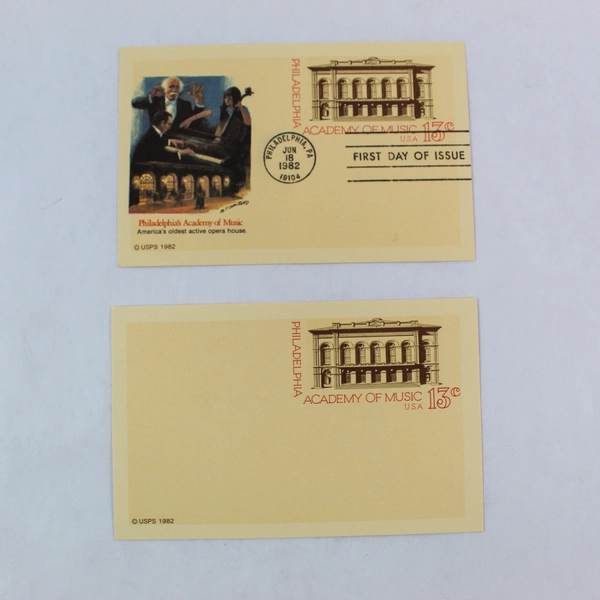 PHILADELPHIA
ACADEMY OF MUSIC 13c
USA
PHILADELPHIA, PA
JUN
18
1982
19104
FIRST DAY OF ISSUE
Philadelphia's Academy of Music
America's oldest active opera house.
© USPS 1982
PHILADELPHIA
ACADEMY OF MUSIC 13c
USA
© USPS 1982